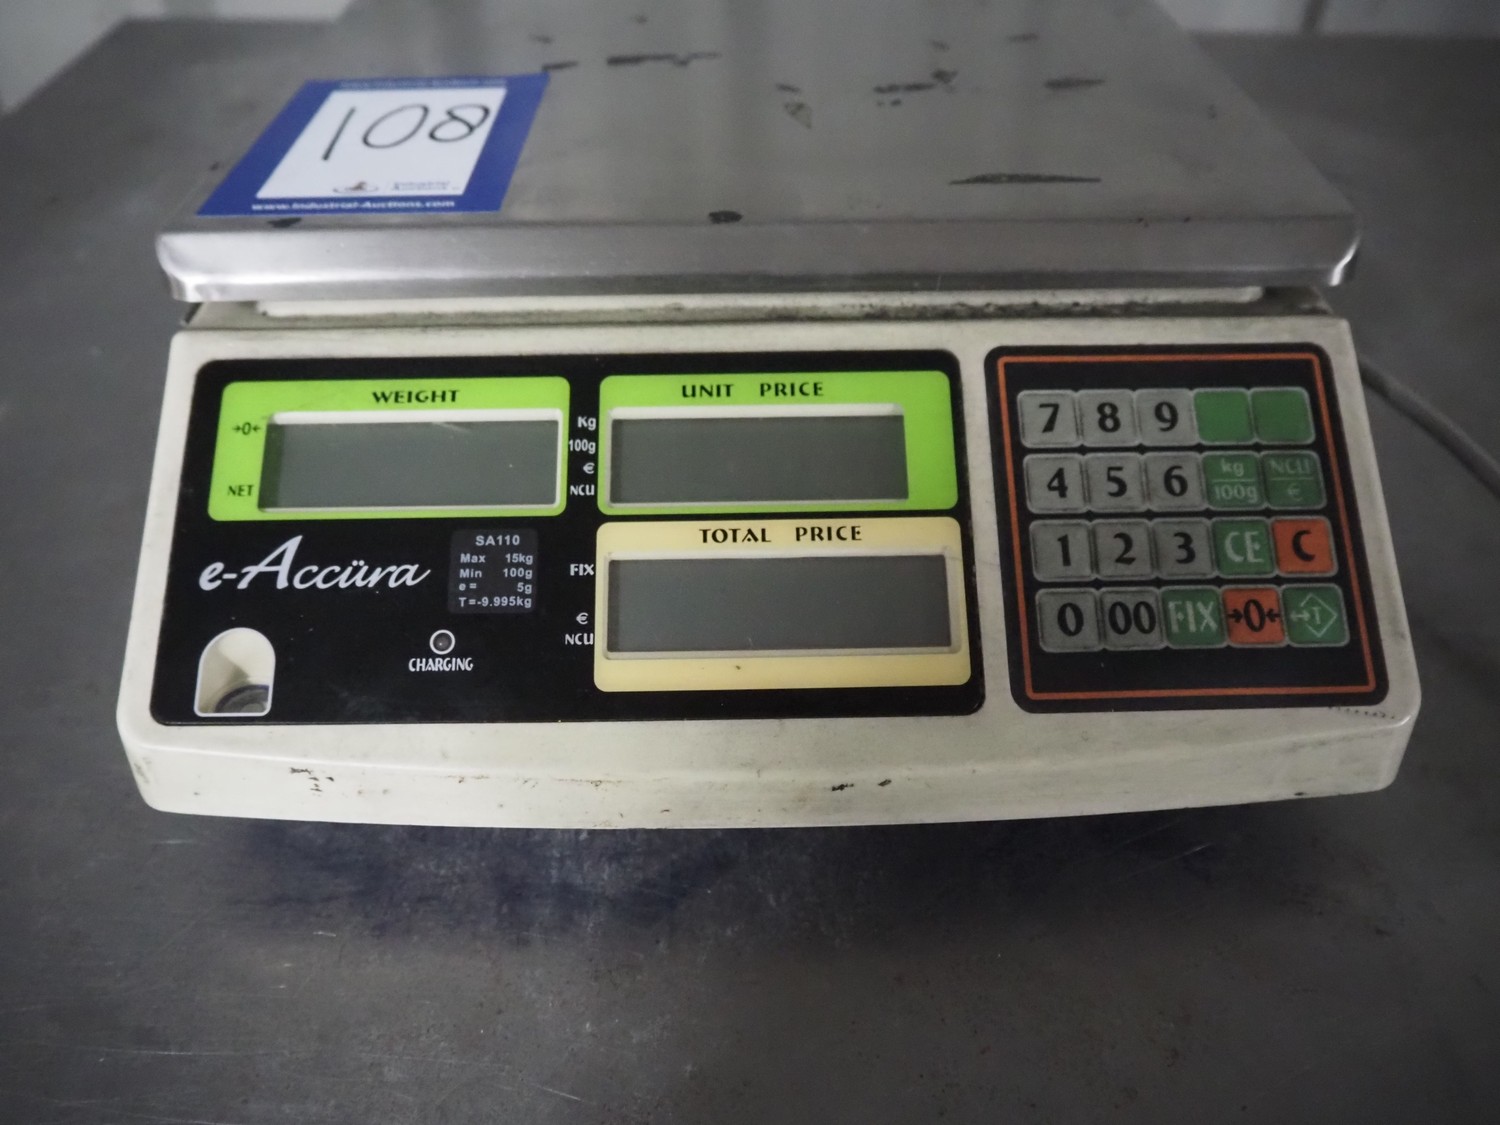 108
Industrial
Auctions
www.Industrial-Auctions.com
WEIGHT
→0←
NET
Kg
100g
€
NCU
UNIT PRICE
e-Accüra
SA110
Max 15kg
Min 100g
e = 5g
T=-9.995kg
CHARGING
FIX
€
NCU
TOTAL PRICE
7 8 9
4 5 6 kg/100g NCU/€
1 2 3 CE C
0 00 FIX →0← →T